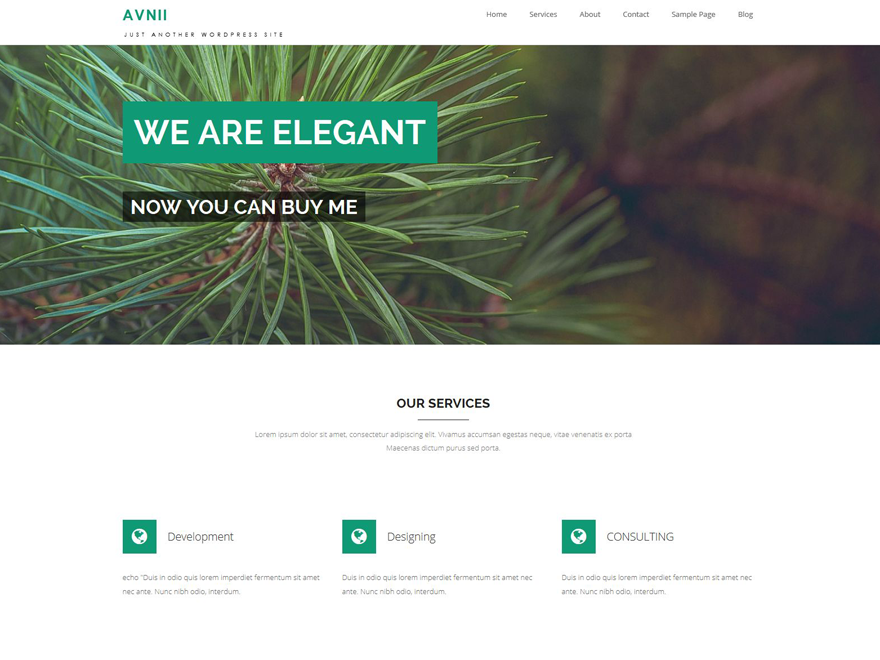 AVNII
JUST ANOTHER WORDPRESS SITE
Home Services About Contact Sample Page Blog
WE ARE ELEGANT
NOW YOU CAN BUY ME
OUR SERVICES
Lorem ipsum dolor sit amet, consectetur adipiscing elit. Vivamus accumsan egestas neque, vitae venenatis ex porta
Maecenas dictum purus sed porta.
Development
echo "Duis in odio quis lorem imperdiet fermentum sit amet
nec ante. Nunc nibh odio, interdum.
Designing
Duis in odio quis lorem imperdiet fermentum sit amet nec
ante. Nunc nibh odio, interdum.
CONSULTING
Duis in odio quis lorem imperdiet fermentum sit amet nec
ante. Nunc nibh odio, interdum.